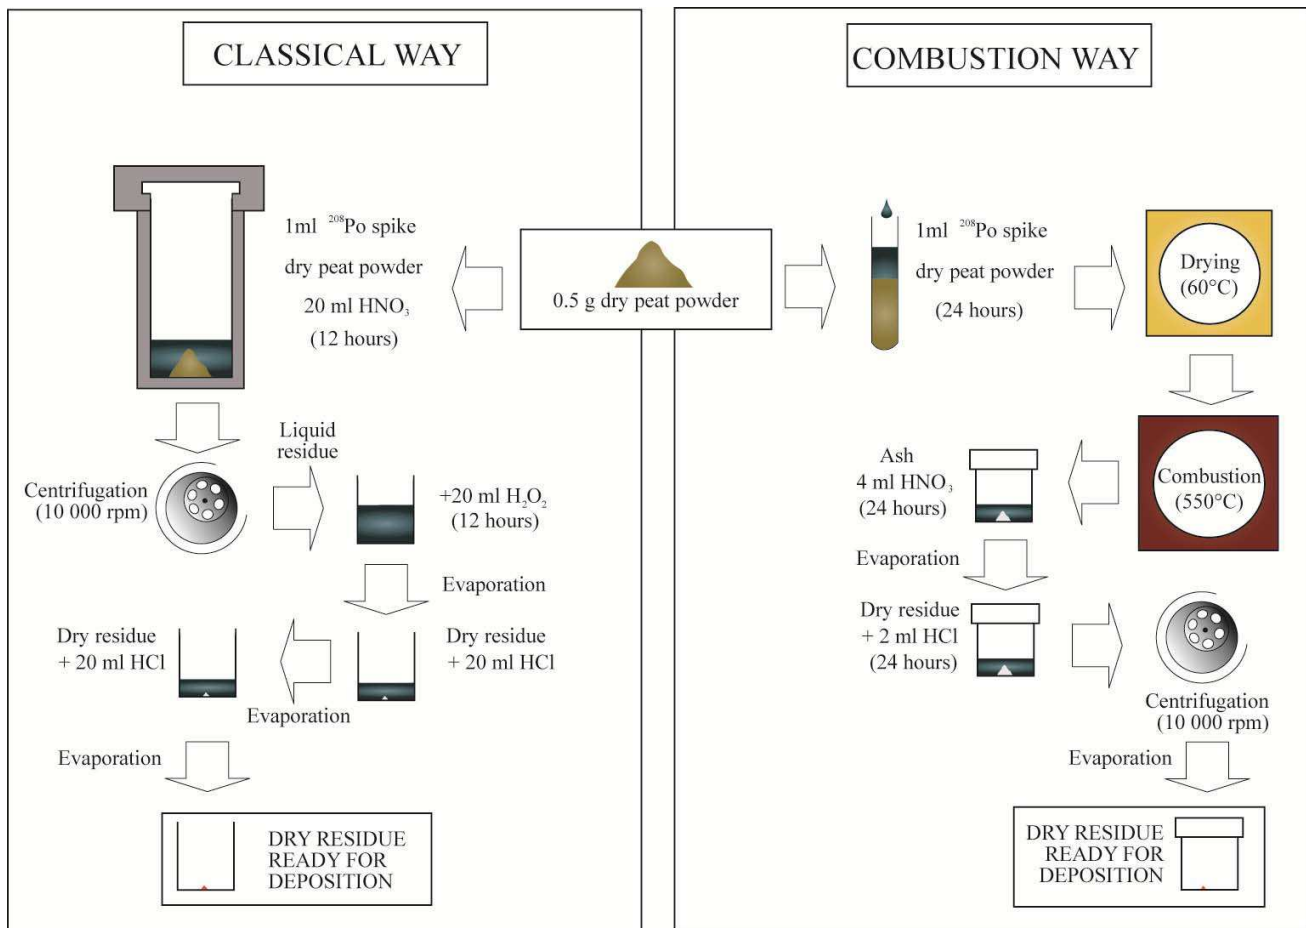 CLASSICAL WAY
1ml ²⁰⁸Po spike
dry peat powder
20 ml HNO₃
(12 hours)
0.5 g dry peat powder
Centrifugation
(10 000 rpm)
Liquid
residue
+20 ml H₂O₂
(12 hours)
Evaporation
Dry residue
+ 20 ml HCl
Evaporation
Dry residue
+ 20 ml HCl
Evaporation
DRY RESIDUE
READY FOR
DEPOSITION
COMBUSTION WAY
1ml ²⁰⁸Po spike
dry peat powder
(24 hours)
Drying
(60°C)
Combustion
(550°C)
Ash
4 ml HNO₃
(24 hours)
Evaporation
Dry residue
+ 2 ml HCl
(24 hours)
Centrifugation
(10 000 rpm)
Evaporation
DRY RESIDUE
READY FOR
DEPOSITION